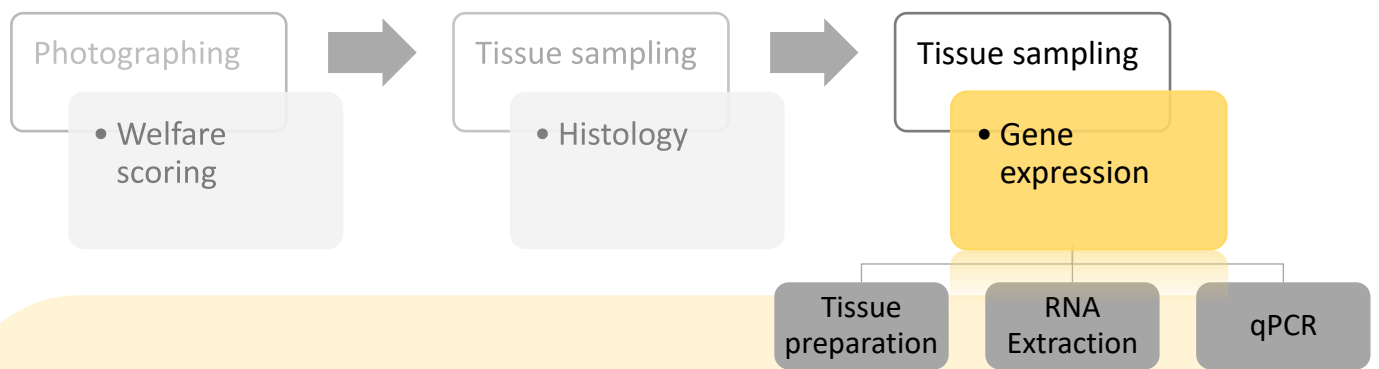 Photographing
• Welfare
scoring
Tissue sampling
• Histology
Tissue sampling
• Gene
expression
Tissue
preparation
RNA
Extraction
qPCR